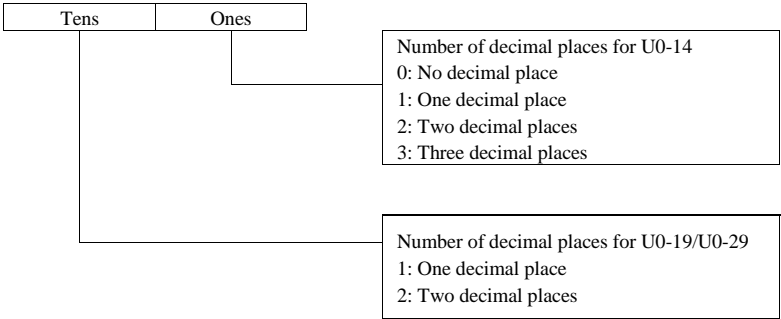 Tens
Ones
Number of decimal places for U0-14
0: No decimal place
1: One decimal place
2: Two decimal places
3: Three decimal places
Number of decimal places for U0-19/U0-29
1: One decimal place
2: Two decimal places